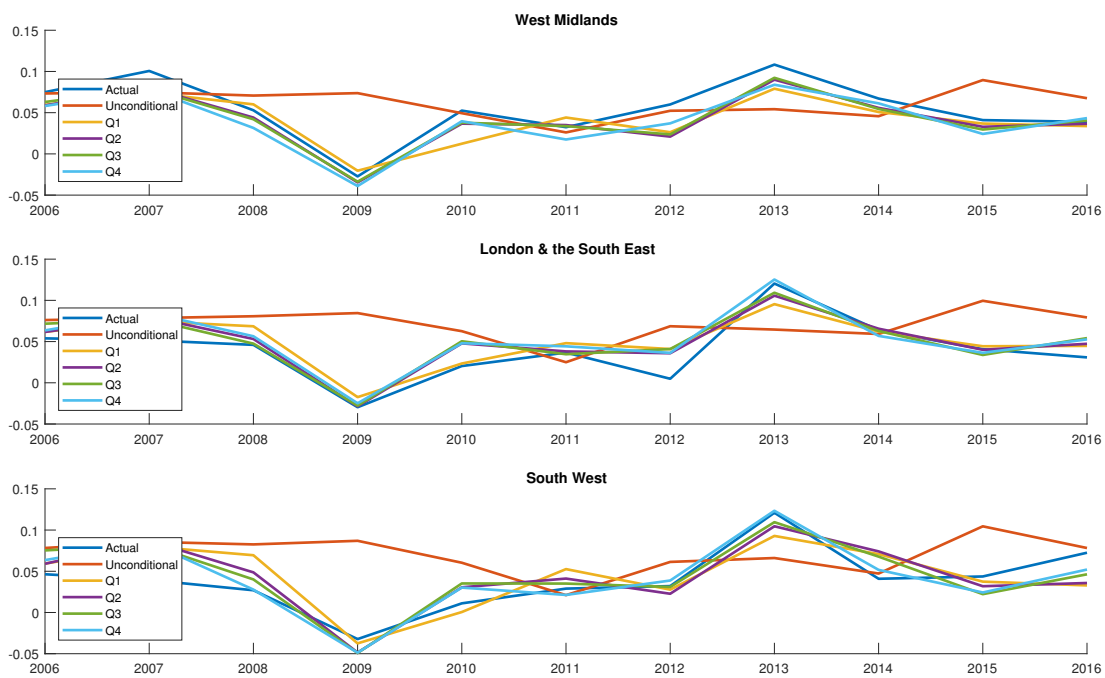 West Midlands
0.15
0.1
0.05
0
-0.05
Actual
Unconditional
Q1
Q2
Q3
Q4
2006 2007 2008 2009 2010 2011 2012 2013 2014 2015 2016
London & the South East
0.15
0.1
0.05
0
-0.05
Actual
Unconditional
Q1
Q2
Q3
Q4
2006 2007 2008 2009 2010 2011 2012 2013 2014 2015 2016
South West
0.15
0.1
0.05
0
-0.05
Actual
Unconditional
Q1
Q2
Q3
Q4
2006 2007 2008 2009 2010 2011 2012 2013 2014 2015 2016